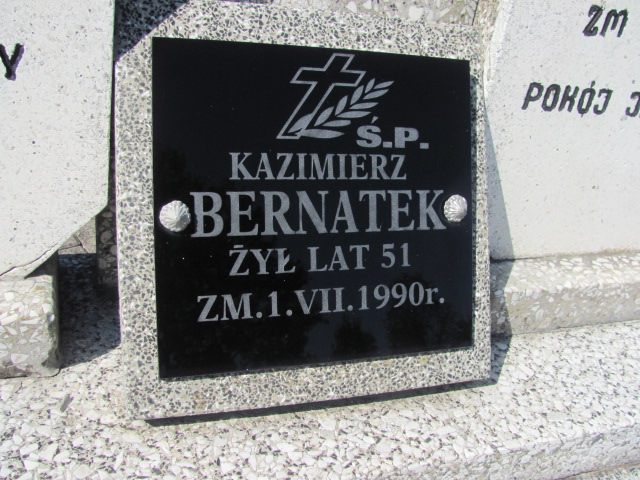 Ś.P.
KAZIMIERZ
BERNATEK
ŻYŁ LAT 51
ZM.1.VII.1990r.
ZM
POKÓJ